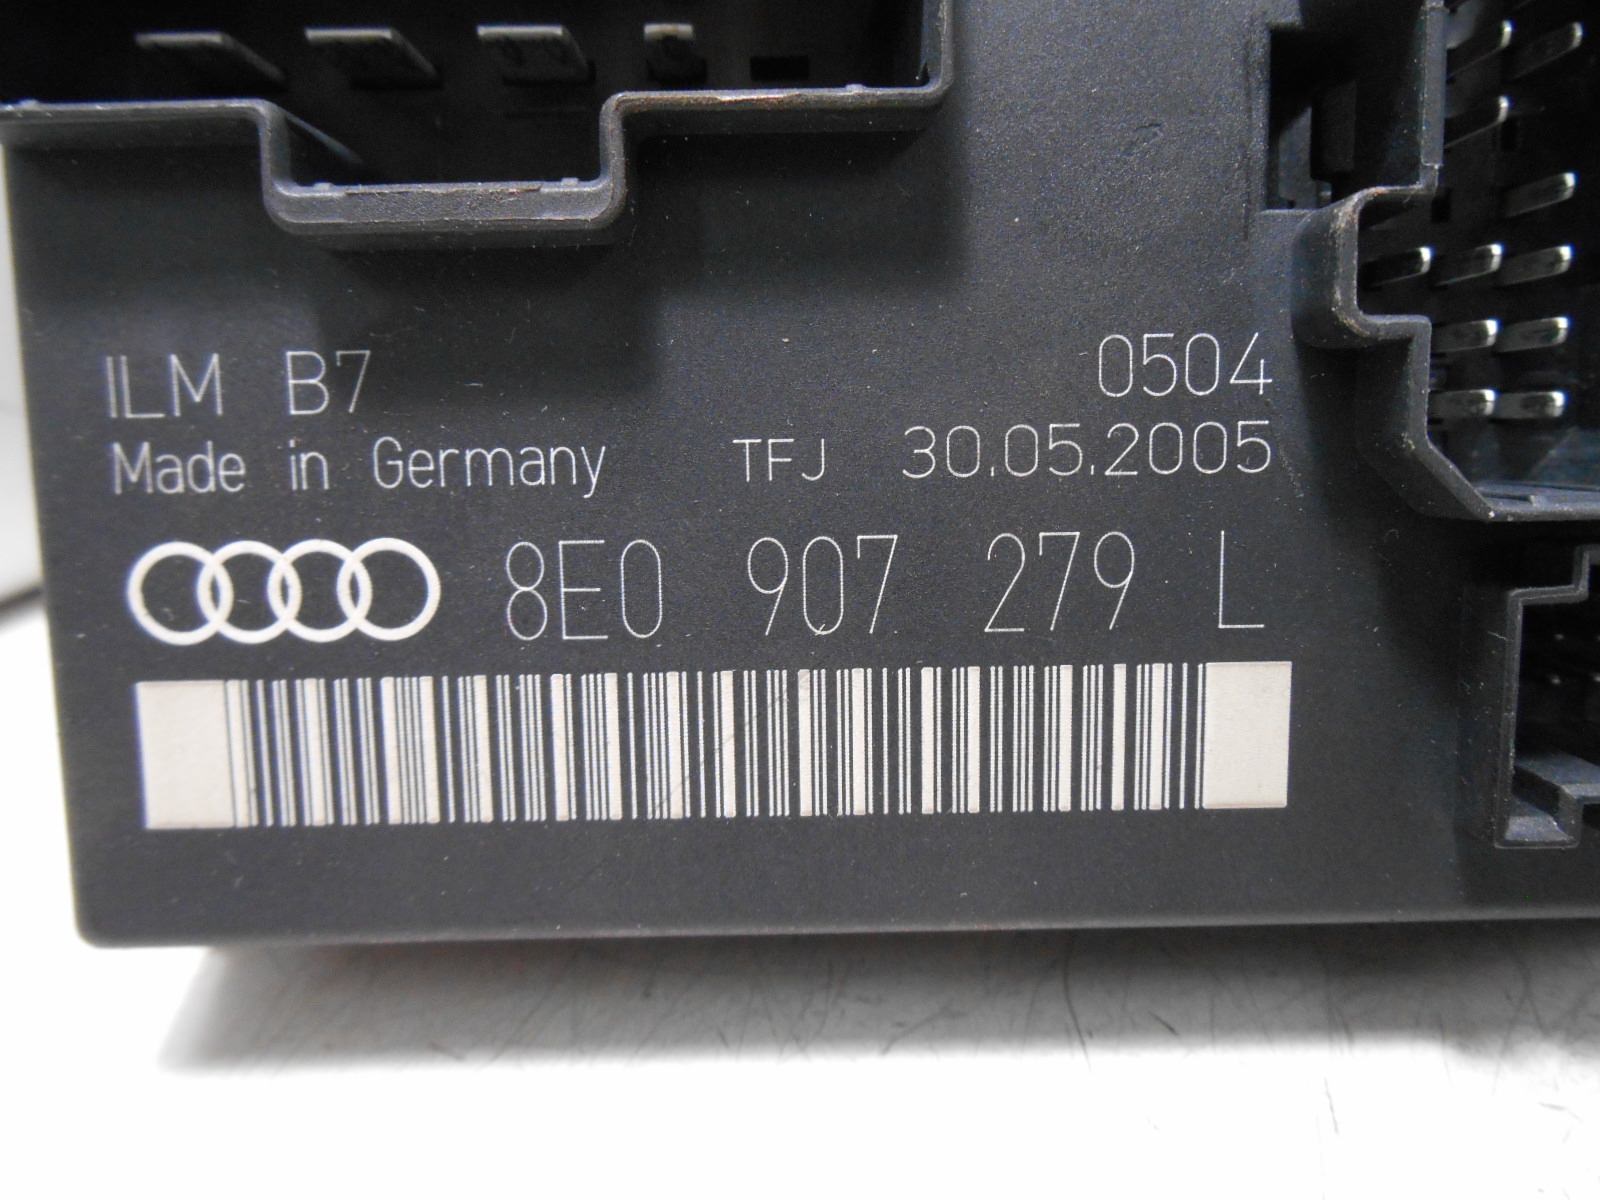 ILM B7 0504
Made in Germany TFJ 30.05.2005
8E0 907 279 L